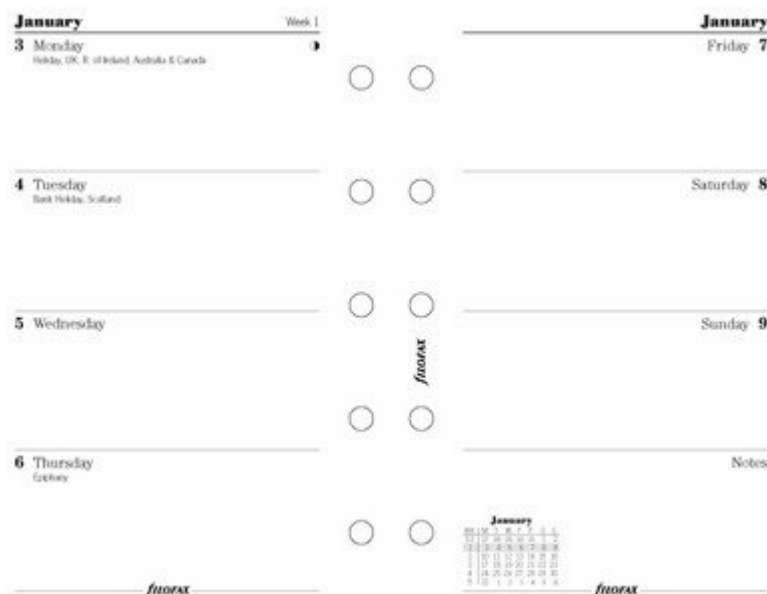 January Week 1
3 Monday
Holiday, UK, R. of Ireland, Australia & Canada
4 Tuesday
Bank Holiday, Scotland
5 Wednesday
6 Thursday
Epiphany
filofax
filofax
January
Friday 7
Saturday 8
Sunday 9
Notes
January
filofax